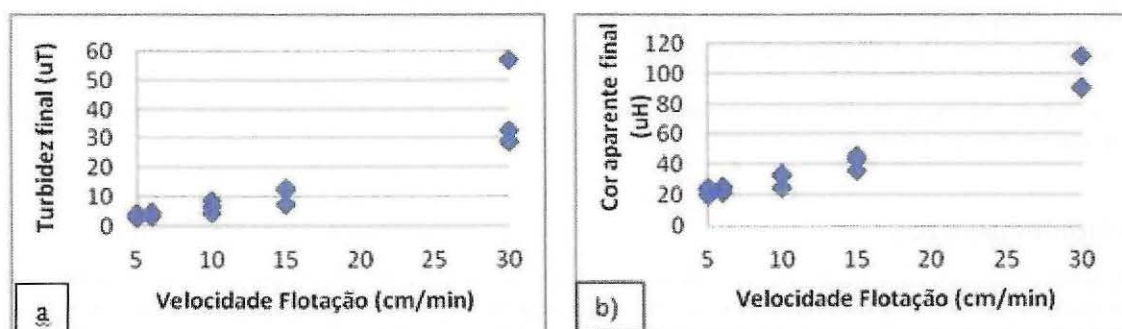 Turbidez final (uT)
60
50
40
30
20
10
0
5 10 15 20 25 30
Velocidade Flotação (cm/min)
a
Cor aparente final
(uH)
120
100
80
60
40
20
0
5 10 15 20 25 30
Velocidade Flotação (cm/min)
b)